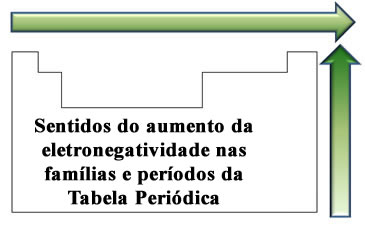 Sentidos do aumento da
eletronegatividade nas
famílias e períodos da
Tabela Periódica